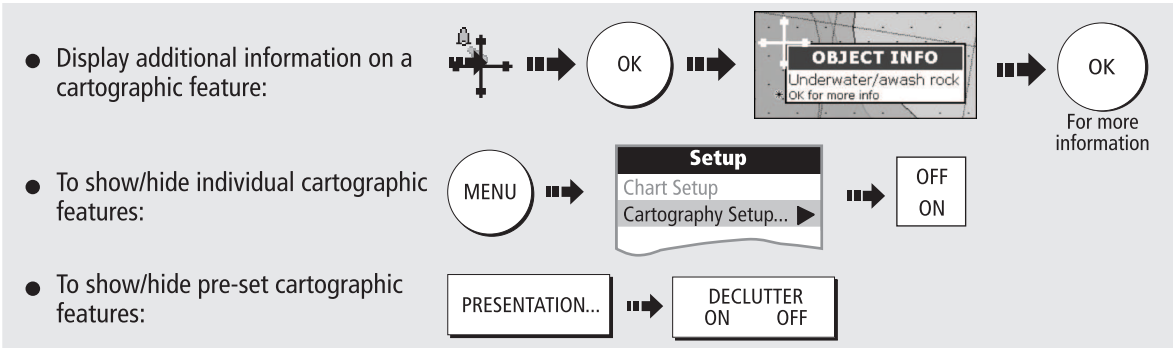 ● Display additional information on a
cartographic feature:
OK
OBJECT INFO
Underwater/awash rock
OK for more info
OK
For more
information
● To show/hide individual cartographic
features:
MENU
Setup
Chart Setup
Cartography Setup...
OFF
ON
● To show/hide pre-set cartographic
features:
PRESENTATION...
DECLUTTER
ON OFF